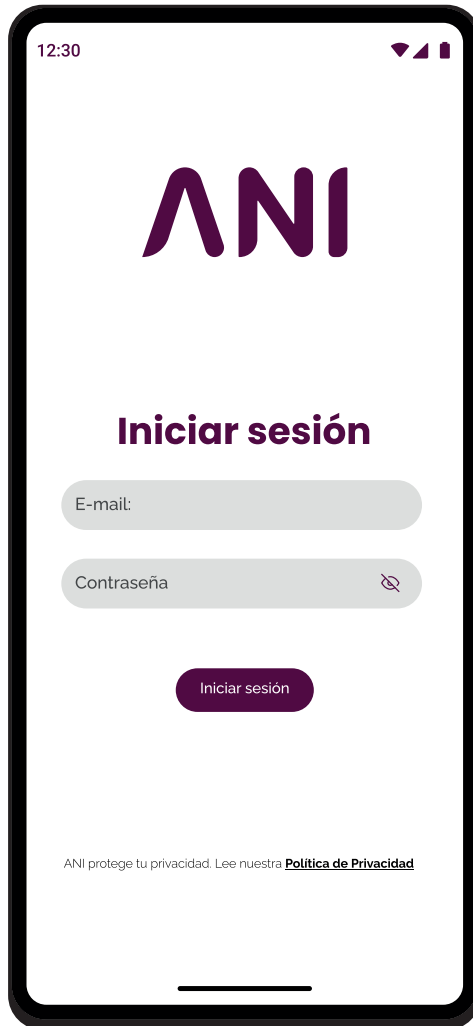 12:30
ANI
Iniciar sesión
E-mail:
Contraseña
Iniciar sesión
ANI protege tu privacidad. Lee nuestra Política de Privacidad